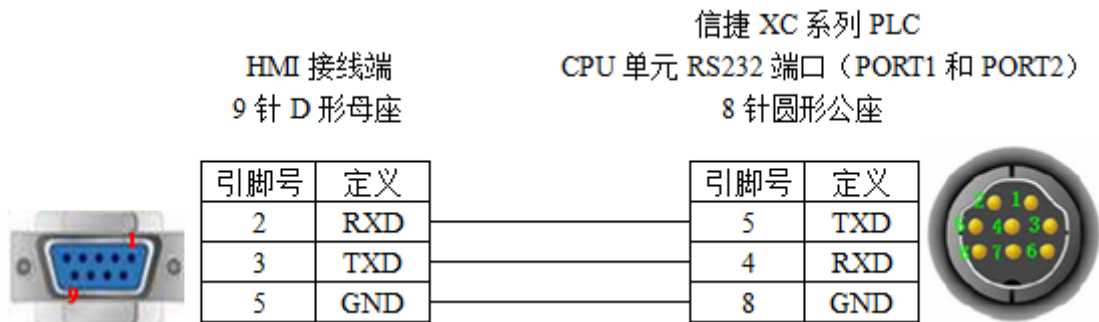 信捷 XC 系列 PLC
HMI 接线端
CPU 单元 RS232 端口（PORT1 和 PORT2）
9 针 D 形母座
8 针圆形公座
引脚号 定义
引脚号 定义
2 RXD
5 TXD
3 TXD
4 RXD
5 GND
8 GND
1
9
2 1
5 4 3
8 7 6